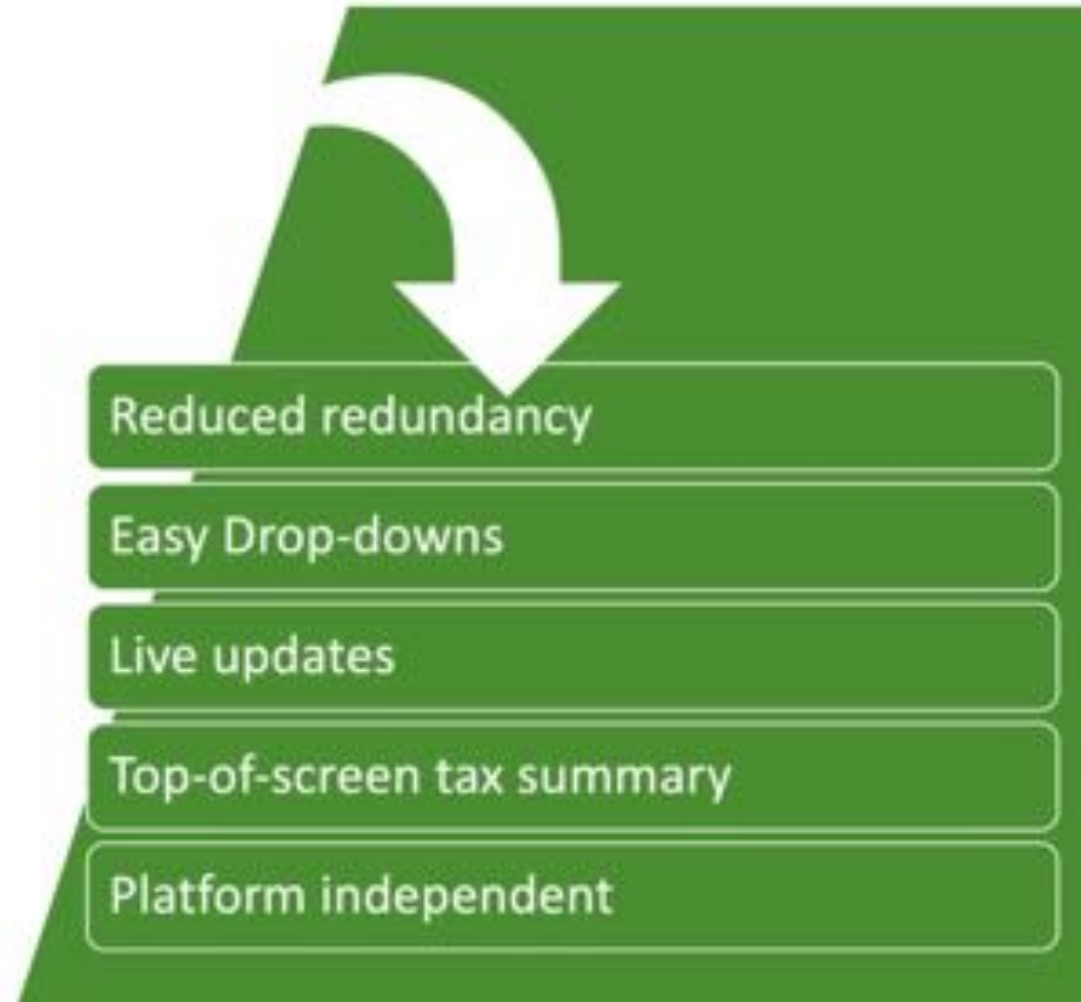 Reduced redundancy
Easy Drop-downs
Live updates
Top-of-screen tax summary
Platform independent